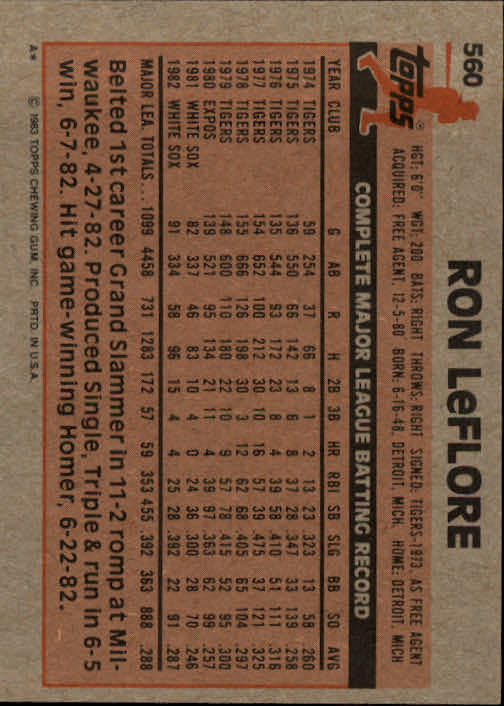 560
topps®
RON LeFLORE
HGT: 6'0" WGT: 200 BATS: RIGHT THROWS: RIGHT SIGNED: TIGERS-1973 AS FREE AGENT
ACQUIRED: FREE AGENT, 12-5-80 BORN: 6-16-48, DETROIT, MICH. HOME: DETROIT, MICH
COMPLETE MAJOR LEAGUE BATTING RECORD
YEAR CLUB G AB R H 2B 3B HR RBI SB SLG BB SO AVG
1974 TIGERS 59 254 37 66 8 1 2 13 23 .323 13 58 .260
1975 TIGERS 136 550 66 142 13 6 8 37 28 .347 33 139 .258
1976 TIGERS 135 544 93 172 23 8 4 39 58 .410 51 111 .316
1977 TIGERS 154 652 100 212 30 10 16 57 39 .475 37 121 .325
1978 TIGERS 155 666 126 198 30 3 12 62 68 .405 65 104 .297
1979 TIGERS 148 600 110 180 22 10 9 57 78 .415 52 95 .300
1980 EXPOS 139 521 95 134 21 11 4 39 97 .363 62 99 .257
1981 WHITE SOX 82 337 46 83 10 4 0 24 36 .300 28 70 .246
1982 WHITE SOX 91 334 58 96 15 4 4 25 28 .392 22 91 .287
MAJOR LEA. TOTALS... 1099 4458 731 1283 172 57 59 353 455 .392 363 888 .288
Belted 1st career Grand Slammer in 11-2 romp at Mil-
waukee, 4-27-82. Produced Single, Triple & run in 6-5
win, 6-7-82. Hit game-winning Homer, 6-22-82.
A* © 1983 TOPPS CHEWING GUM, INC. PRTD. IN U.S.A.